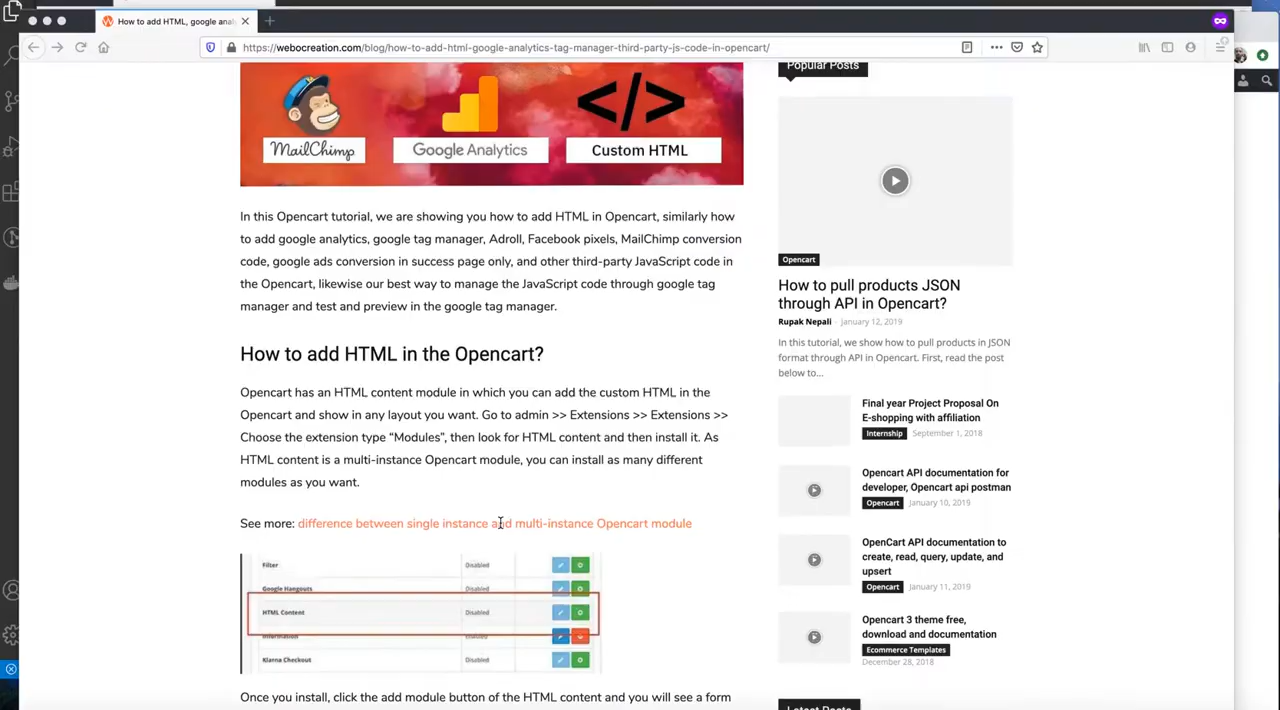 How to add HTML, google anal
https://webocreation.com/blog/how-to-add-html-google-analytics-tag-manager-third-party-js-code-in-opencart/
MailChimp
Google Analytics
Custom HTML
In this Opencart tutorial, we are showing you how to add HTML in Opencart, similarly how
to add google analytics, google tag manager, Adroll, Facebook pixels, MailChimp conversion
code, google ads conversion in success page only, and other third-party JavaScript code in
the Opencart, likewise our best way to manage the JavaScript code through google tag
manager and test and preview in the google tag manager.
How to add HTML in the Opencart?
Opencart has an HTML content module in which you can add the custom HTML in the
Opencart and show in any layout you want. Go to admin >> Extensions >> Extensions >>
Choose the extension type “Modules”, then look for HTML content and then install it. As
HTML content is a multi-instance Opencart module, you can install as many different
modules as you want.
See more: difference between single instance and multi-instance Opencart module
Filter Disabled
Google Hangouts Disabled
HTML Content Disabled
Information Enabled
Klarna Checkout Disabled
Once you install, click the add module button of the HTML content and you will see a form
Popular Posts
Opencart
How to pull products JSON
through API in Opencart?
Rupak Nepali - January 12, 2019
In this tutorial, we show how to pull products in JSON
format through API in Opencart. First, read the post
below to...
Final year Project Proposal On
E-shopping with affiliation
Internship September 1, 2018
Opencart API documentation for
developer, Opencart api postman
Opencart January 10, 2019
OpenCart API documentation to
create, read, query, update, and
upsert
Opencart January 11, 2019
Opencart 3 theme free,
download and documentation
Ecommerce Templates
December 28, 2018
Latest Posts